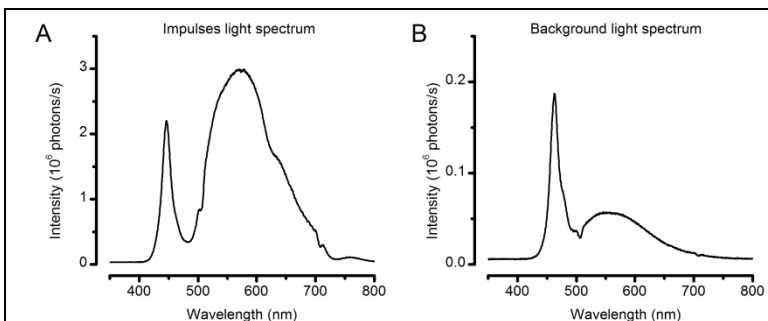 A
Impulses light spectrum
3
2
1
0
Intensity (10⁶ photons/s)
400 500 600 700 800
Wavelength (nm)
B
Background light spectrum
0.2
0.1
0.0
Intensity (10⁶ photons/s)
400 500 600 700 800
Wavelength (nm)